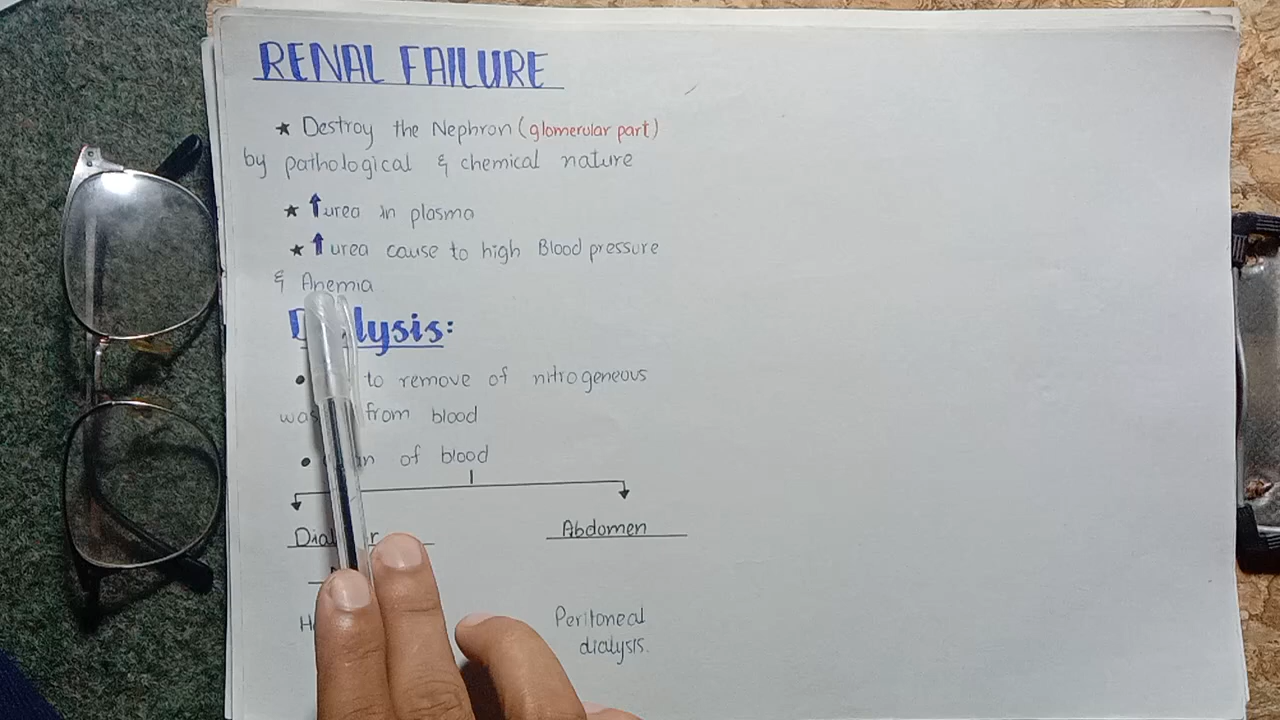 RENAL FAILURE
★ Destroy the Nephron (glomerular part)
by pathological & chemical nature
★ ↑ urea in plasma
★ ↑ urea cause to high Blood pressure
& Anemia
Dialysis:
• to remove of nitrogeneous
from blood
• of blood
Abdomen
Peritoneal
dialysis.